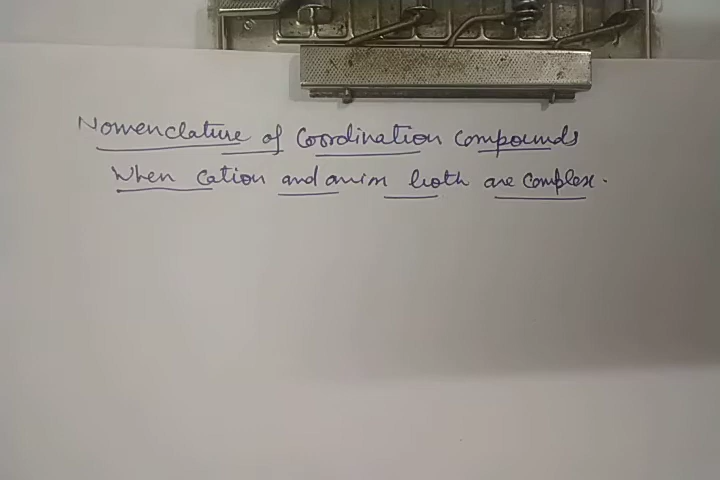 Nomenclature of Coordination Compounds
When cation and anion both are complex.